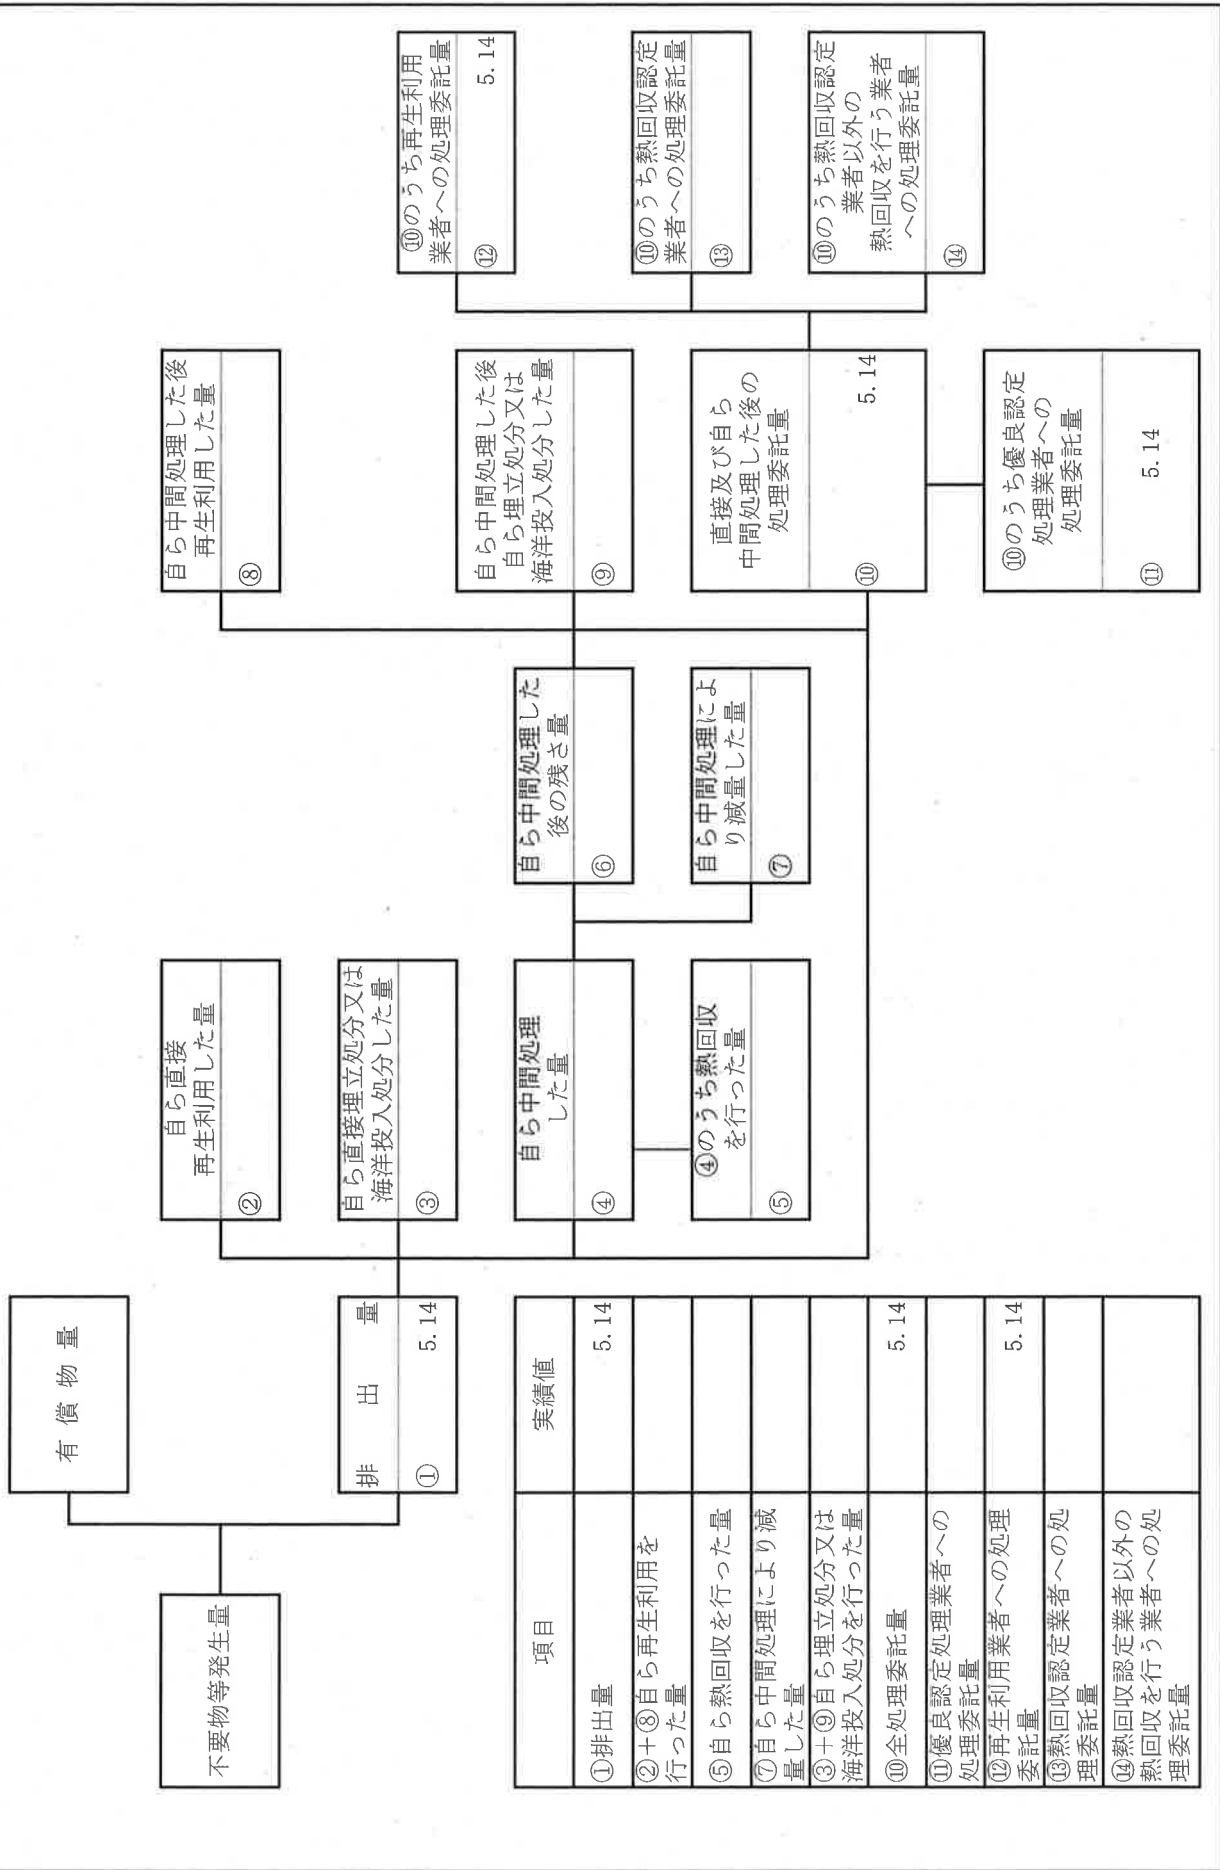 有償物量
不要物等発生量
排出量
① 5.14
自ら直接
再生利用した量
②
自ら直接埋立処分又は
海洋投入処分した量
③
自ら中間処理
した量
④
④のうち熱回収
を行った量
⑤
自ら中間処理した
後の残さ量
⑥
自ら中間処理によ
り減量した量
⑦
自ら中間処理した後
再生利用した量
⑧
自ら中間処理した後
自ら埋立処分又は
海洋投入処分した量
⑨
直接及び自ら
中間処理した後の
処理委託量
⑩ 5.14
⑩のうち優良認定
処理業者への
処理委託量
⑪ 5.14
⑩のうち再生利用
業者への処理委託量
⑫ 5.14
⑩のうち熱回収認定
業者への処理委託量
⑬
⑩のうち熱回収認定
業者以外の
熱回収を行う業者
への処理委託量
⑭
項目 実績値
①排出量 5.14
②+⑧自ら再生利用を
行った量
⑤自ら熱回収を行った量
⑦自ら中間処理により減
量した量
③+⑨自ら埋立処分又は
海洋投入処分を行った量
⑩全処理委託量 5.14
⑪優良認定処理業者への
処理委託量
⑫再生利用業者への処理
委託量 5.14
⑬熱回収認定業者への処
理委託量
⑭熱回収認定業者以外の
熱回収を行う業者への処
理委託量